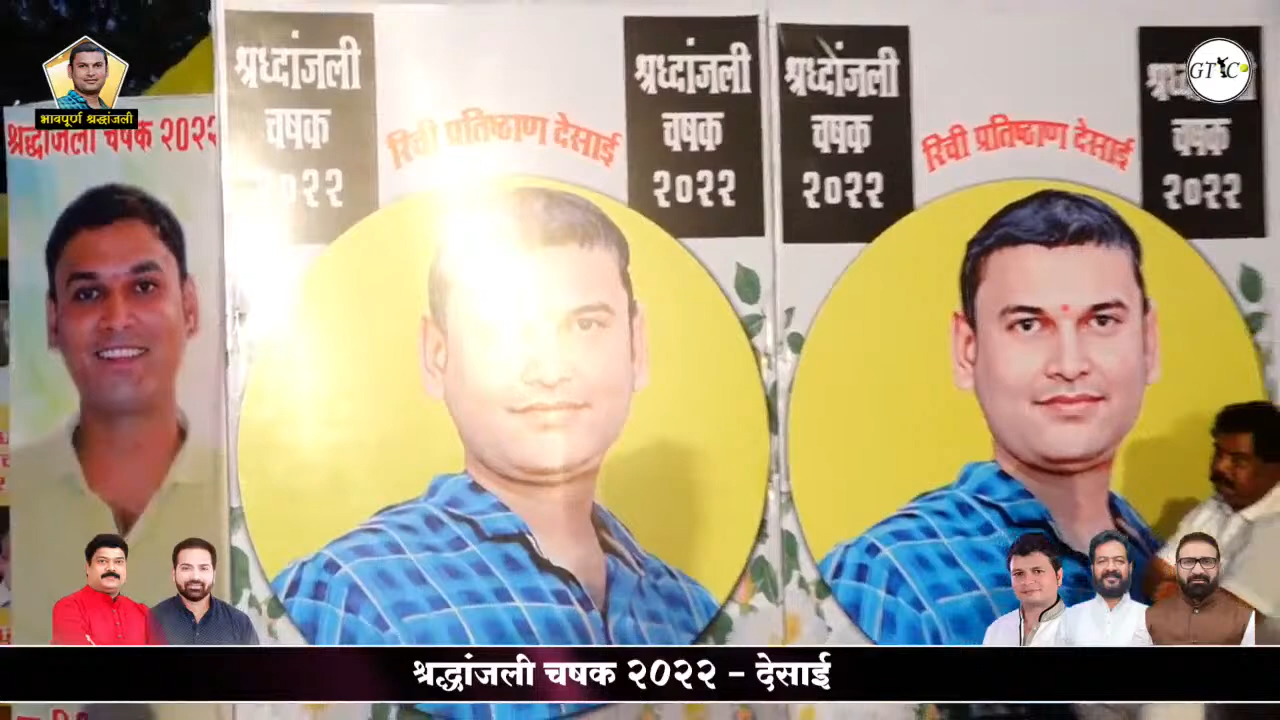 श्रध्दांजली
चषक
२०२२
श्रध्दांजली
चषक
२०२२
श्रध्दांजली
चषक
२०२२
चषक
२०२२
GTC
भावपूर्ण श्रद्धांजली
श्रद्धांजली चषक २०२२
रिची प्रतिष्ठाण देसाई
रिची प्रतिष्ठाण देसाई
श्रद्धांजली चषक २०२२ - देसाई